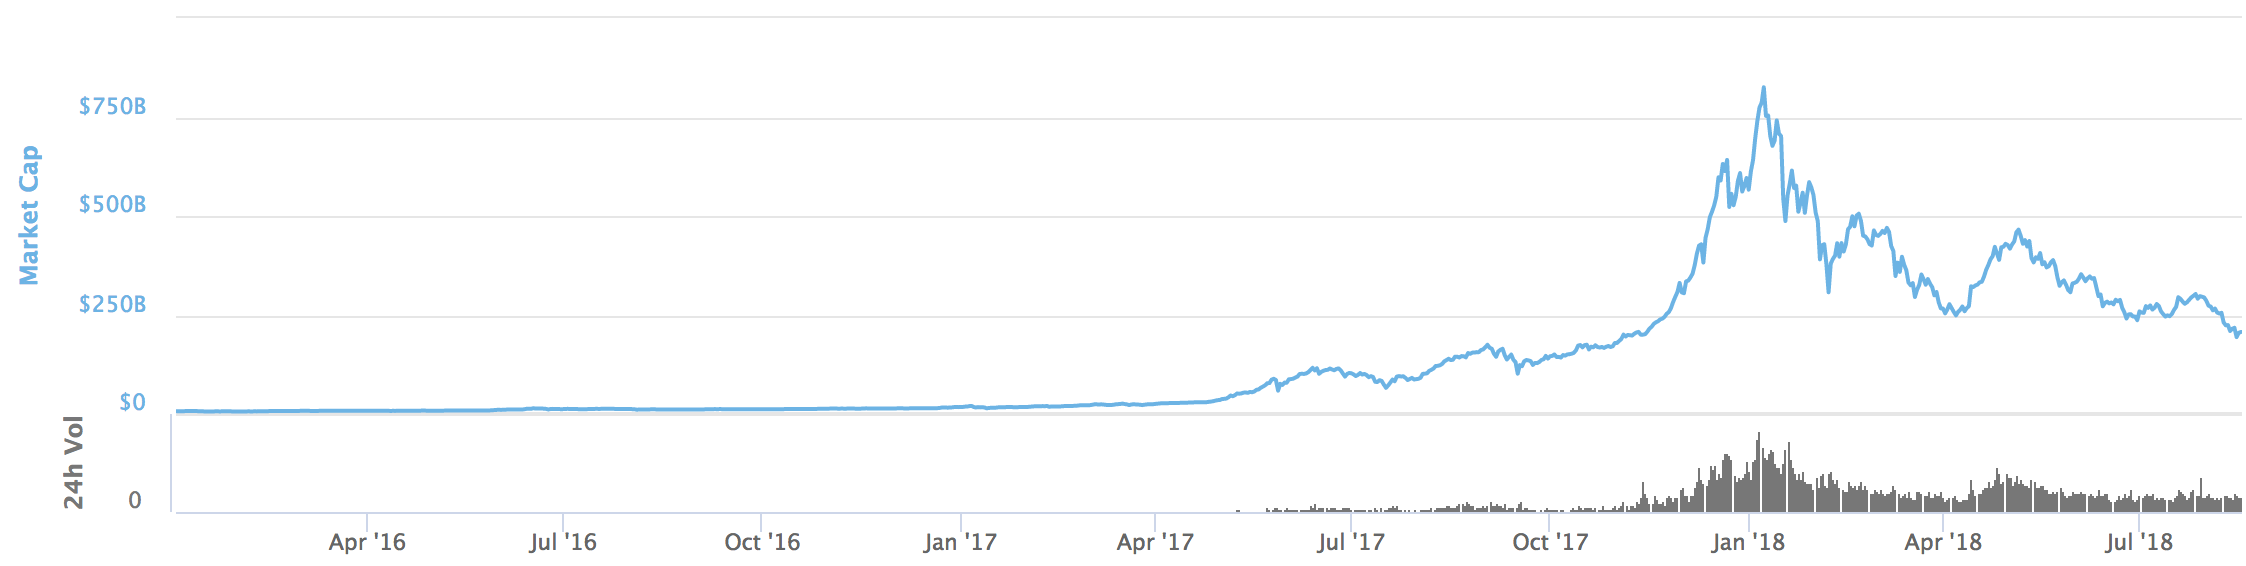 Market Cap
$750B
$500B
$250B
$0
24h Vol
0
Apr '16
Jul '16
Oct '16
Jan '17
Apr '17
Jul '17
Oct '17
Jan '18
Apr '18
Jul '18